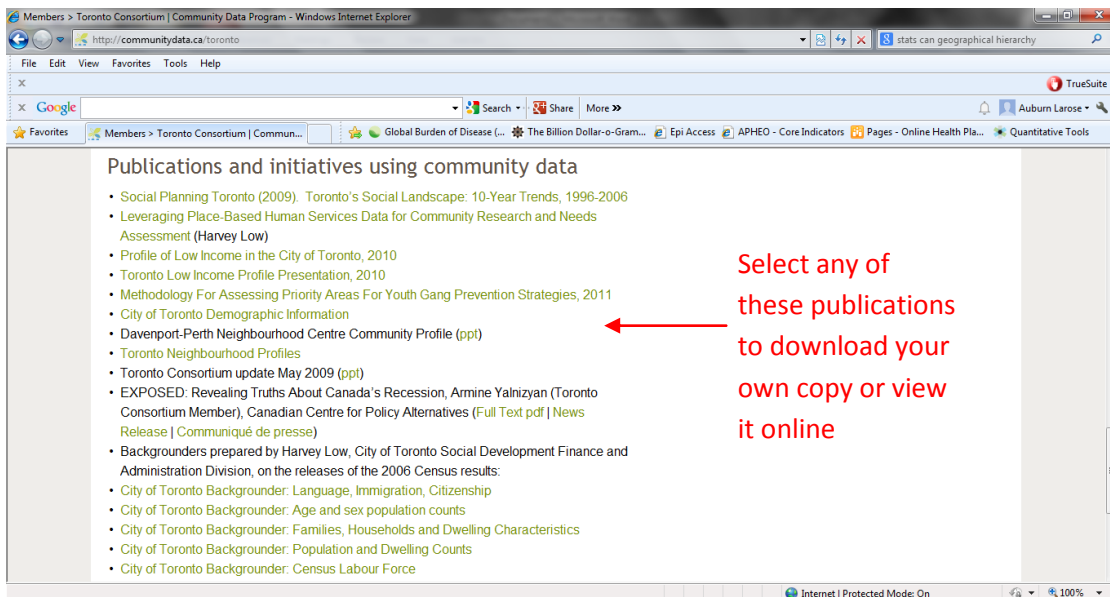 Members > Toronto Consortium | Community Data Program - Windows Internet Explorer
http://communitydata.ca/toronto
stats can geographical hierarchy
File Edit View Favorites Tools Help
x
TrueSuite
x Google
Search
Share
More »
Auburn Larose
Favorites
Members > Toronto Consortium | Commun...
Global Burden of Disease (...
The Billion Dollar-o-Gram...
Epi Access
APHEO - Core Indicators
Pages - Online Health Pla...
Quantitative Tools
Publications and initiatives using community data
• Social Planning Toronto (2009). Toronto's Social Landscape: 10-Year Trends, 1996-2006
• Leveraging Place-Based Human Services Data for Community Research and Needs
Assessment (Harvey Low)
• Profile of Low Income in the City of Toronto, 2010
• Toronto Low Income Profile Presentation, 2010
• Methodology For Assessing Priority Areas For Youth Gang Prevention Strategies, 2011
• City of Toronto Demographic Information
• Davenport-Perth Neighbourhood Centre Community Profile (ppt)
• Toronto Neighbourhood Profiles
• Toronto Consortium update May 2009 (ppt)
• EXPOSED: Revealing Truths About Canada's Recession, Armine Yalnizyan (Toronto
Consortium Member), Canadian Centre for Policy Alternatives (Full Text pdf | News
Release | Communiqué de presse)
• Backgrounders prepared by Harvey Low, City of Toronto Social Development Finance and
Administration Division, on the releases of the 2006 Census results:
• City of Toronto Backgrounder: Language, Immigration, Citizenship
• City of Toronto Backgrounder: Age and sex population counts
• City of Toronto Backgrounder: Families, Households and Dwelling Characteristics
• City of Toronto Backgrounder: Population and Dwelling Counts
• City of Toronto Backgrounder: Census Labour Force
Select any of
these publications
to download your
own copy or view
it online
Internet | Protected Mode: On
100%